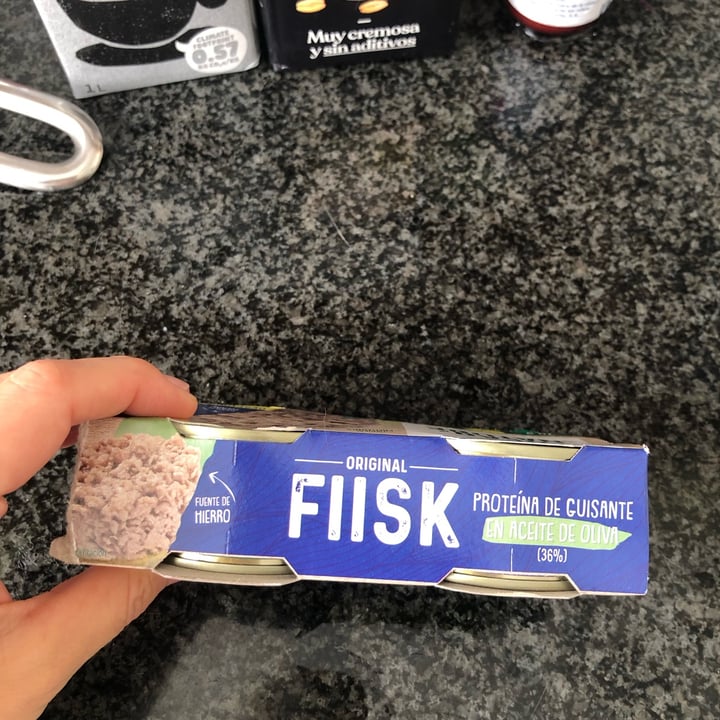 CLIMATE
FOOTPRINT
0.57
1L
Muy cremosa
y sin aditivos
ORIGINAL
FIISK
FUENTE DE
HIERRO
PROTEÍNA DE GUISANTE
EN ACEITE DE OLIVA
(36%)